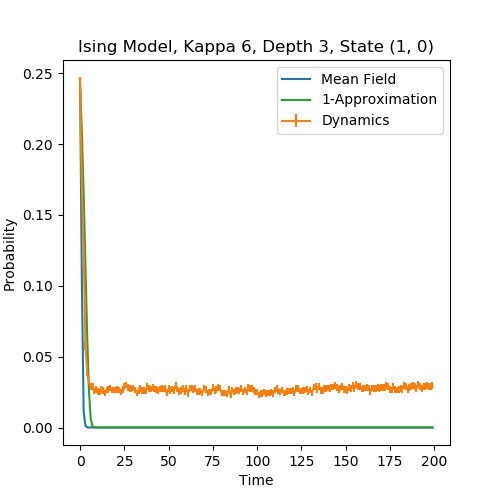 Ising Model, Kappa 6, Depth 3, State (1, 0)
Mean Field
1-Approximation
Dynamics
Probability
0.25
0.20
0.15
0.10
0.05
0.00
0 25 50 75 100 125 150 175 200
Time